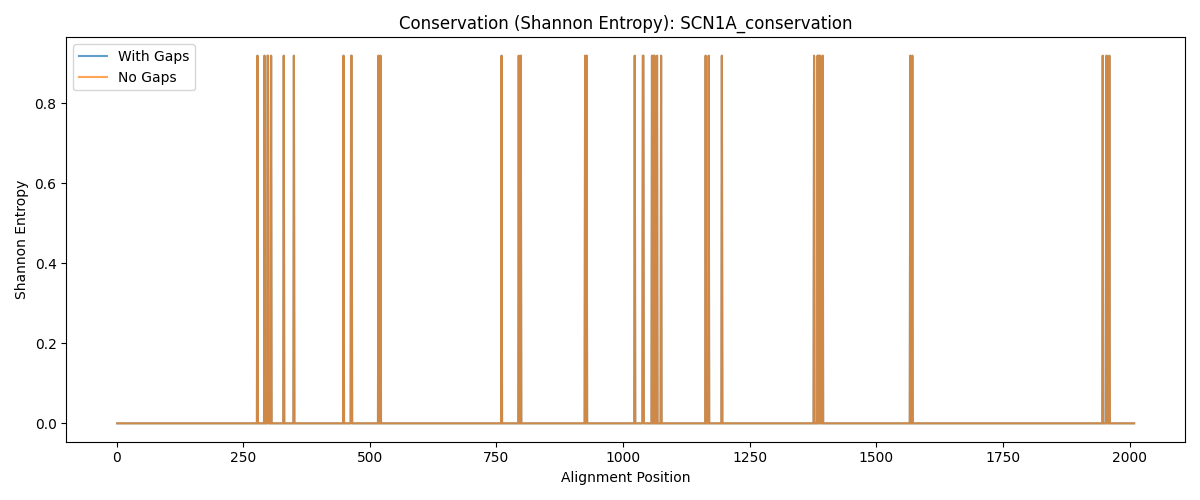 Conservation (Shannon Entropy): SCN1A_conservation
With Gaps
No Gaps
Shannon Entropy
0.8
0.6
0.4
0.2
0.0
0 250 500 750 1000 1250 1500 1750 2000
Alignment Position